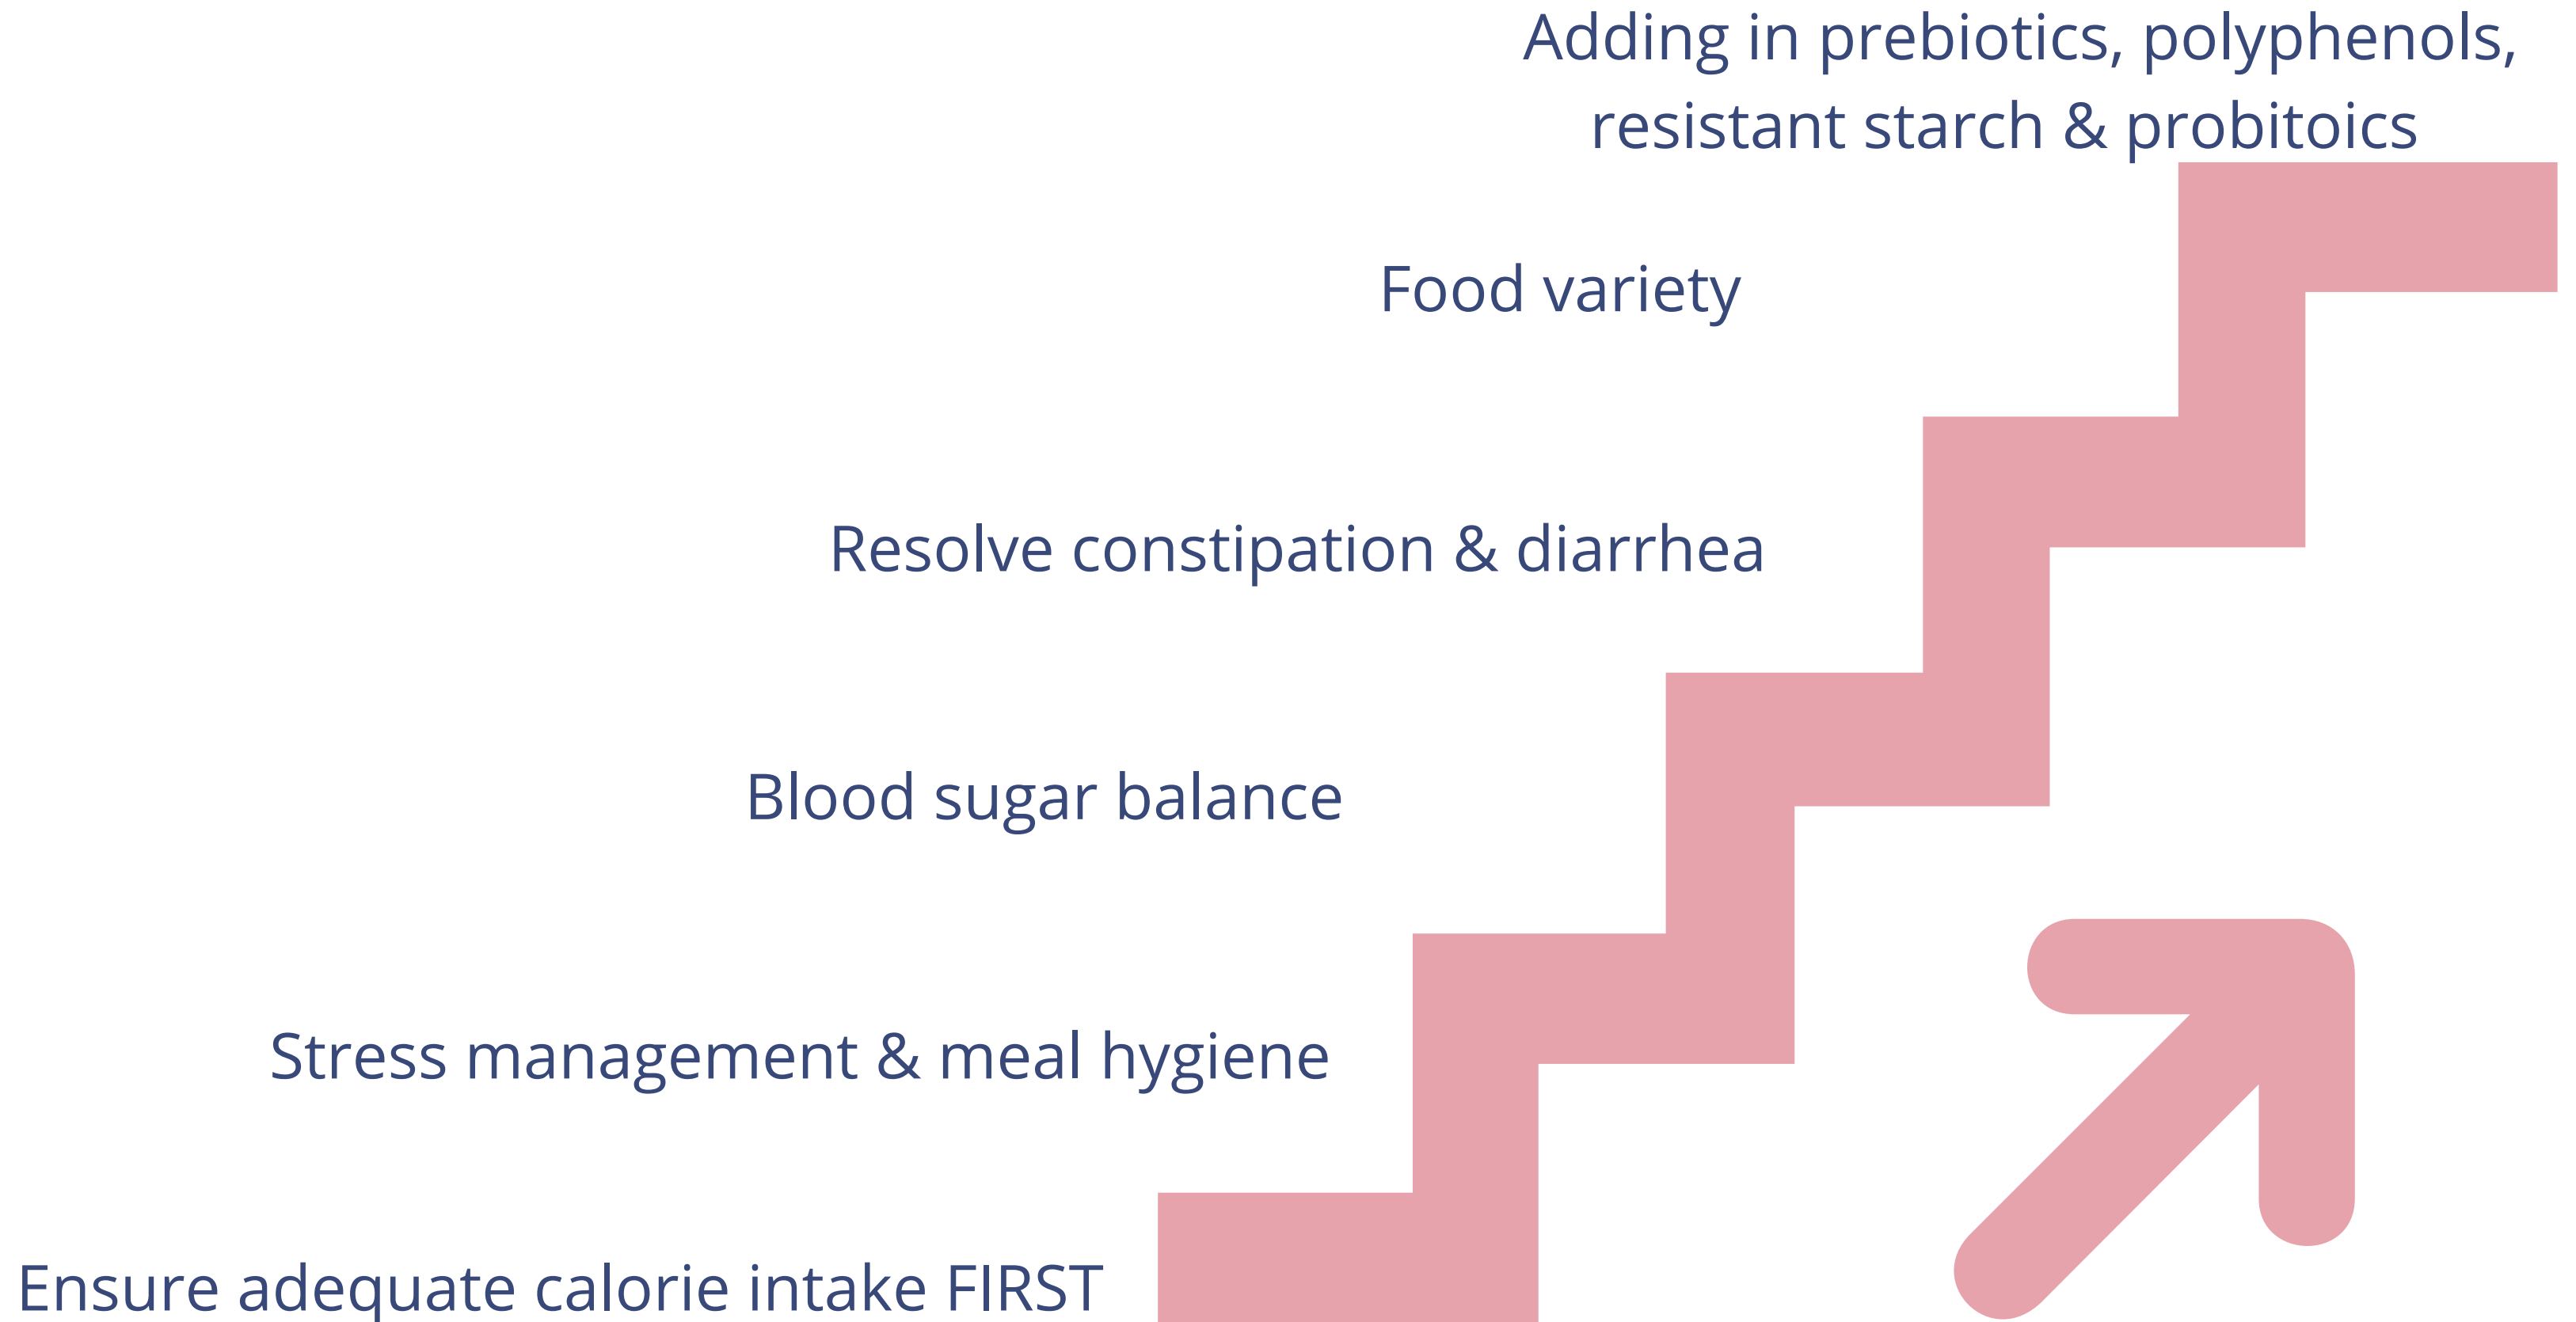 Adding in prebiotics, polyphenols,
resistant starch & probitoics
Food variety
Resolve constipation & diarrhea
Blood sugar balance
Stress management & meal hygiene
Ensure adequate calorie intake FIRST